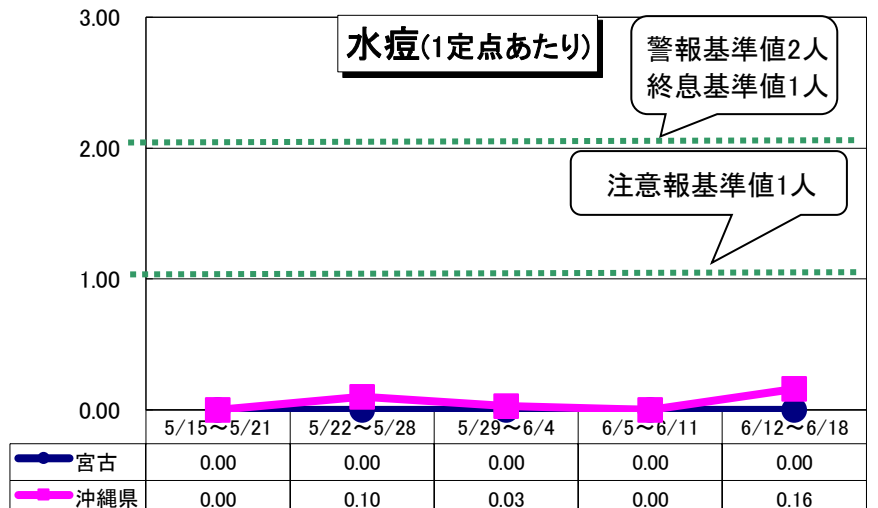 水痘(1定点あたり)
警報基準値2人
終息基準値1人
注意報基準値1人
3.00
2.00
1.00
0.00
5/15～5/21 5/22～5/28 5/29～6/4 6/5～6/11 6/12～6/18
宮古 0.00 0.00 0.00 0.00 0.00
沖縄県 0.00 0.10 0.03 0.00 0.16